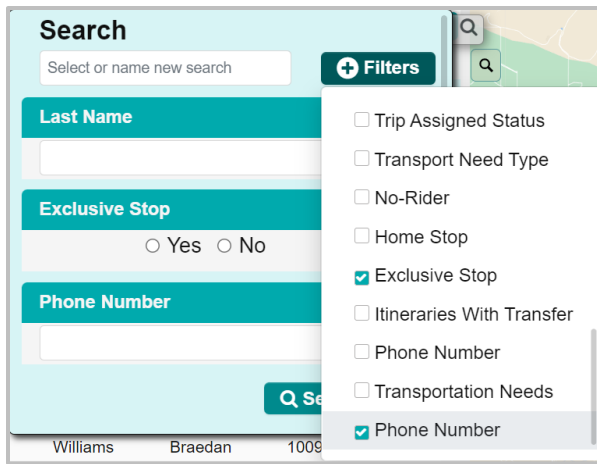 Search
Select or name new search
Filters
Last Name
Exclusive Stop
Yes No
Phone Number
Trip Assigned Status
Transport Need Type
No-Rider
Home Stop
Exclusive Stop
Itineraries With Transfer
Phone Number
Transportation Needs
Phone Number
Williams Braedan